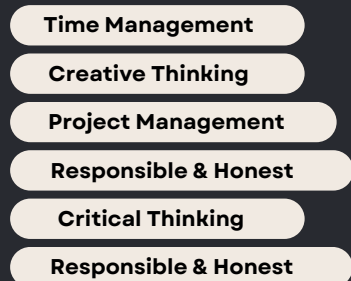 Time Management
Creative Thinking
Project Management
Responsible & Honest
Critical Thinking
Responsible & Honest